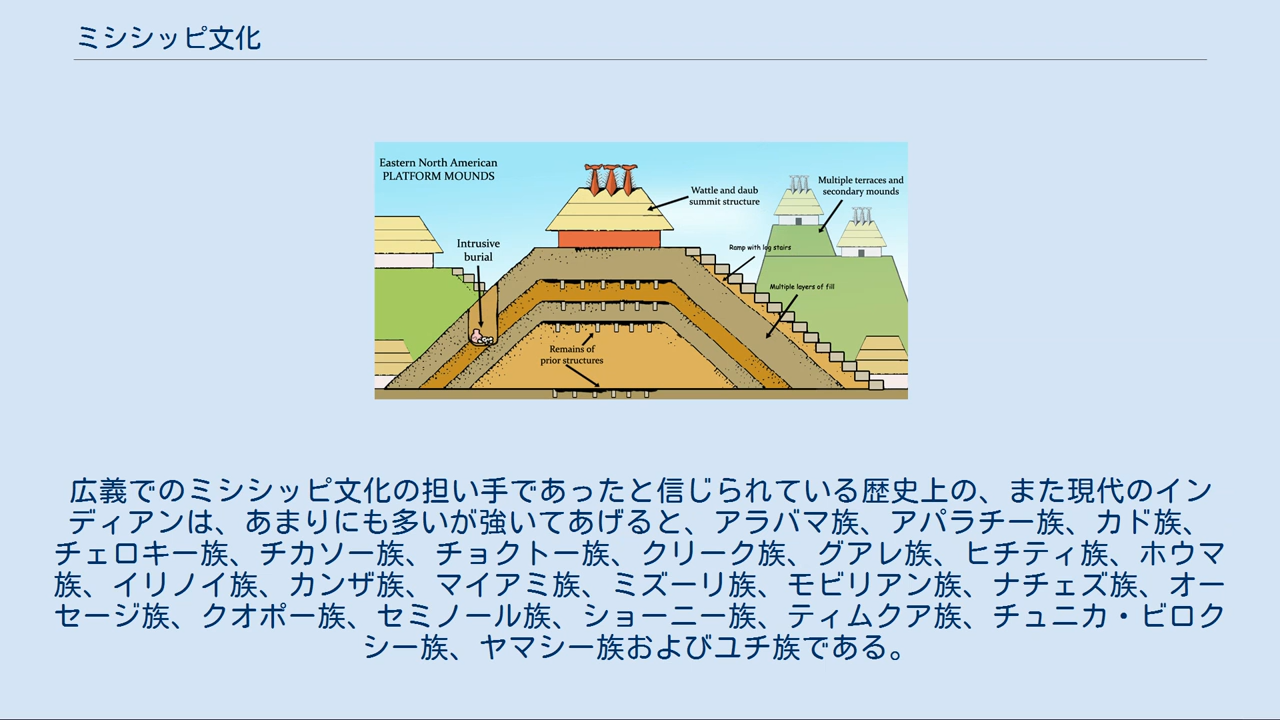 ミシシッピ文化
Eastern North American
PLATFORM MOUNDS
Wattle and daub
summit structure
Multiple terraces and
secondary mounds
Intrusive
burial
Ramp with log stairs
Multiple layers of fill
Remains of
prior structures
広義でのミシシッピ文化の担い手であったと信じられている歴史上の、また現代のイン
ディアンは、あまりにも多いが強いてあげると、アラバマ族、アパラチー族、カド族、
チェロキー族、チカソー族、チョクトー族、クリーク族、グアレ族、ヒチティ族、ホウマ
族、イリノイ族、カンザ族、マイアミ族、ミズーリ族、モビリアン族、ナチェズ族、オー
セージ族、クオポー族、セミノール族、ショーニー族、ティムクア族、チュニカ・ビロク
シー族、ヤマシー族およびユチ族である。